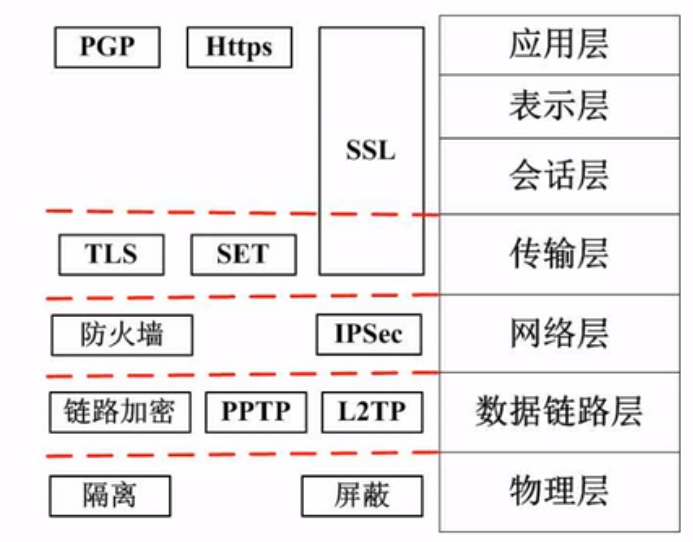 PGP Https 应用层
表示层
SSL
会话层
TLS SET 传输层
防火墙 IPSec 网络层
链路加密 PPTP L2TP 数据链路层
隔离 屏蔽 物理层